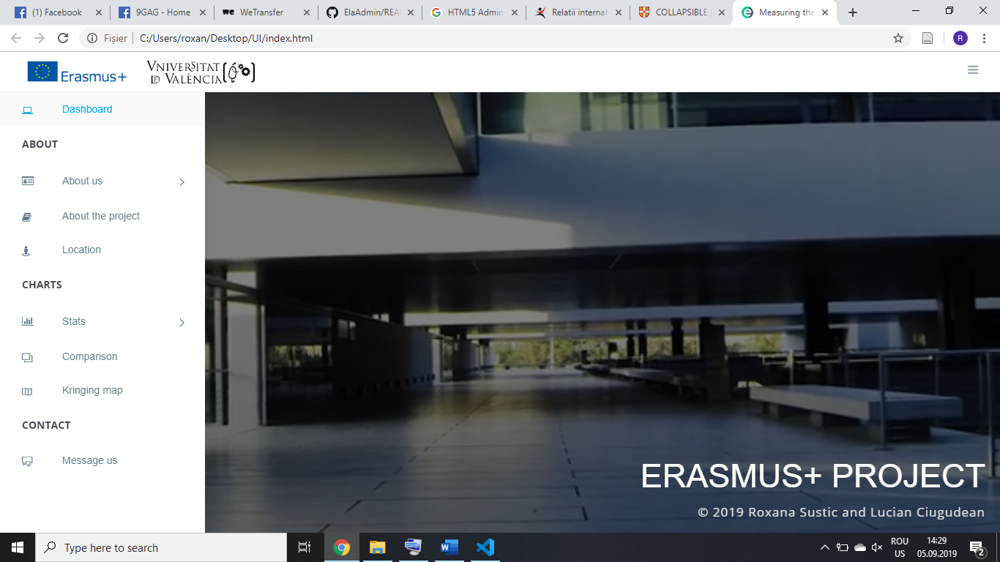 (1) Facebook
9GAG - Home
WeTransfer
ElaAdmin/REA
HTML5 Admin
Relatii internat
COLLAPSIBLE |
Measuring the
Fișier
C:/Users/roxan/Desktop/UI/index.html
R
Erasmus+
VNIVERSITAT
DE VALÈNCIA
Dashboard
ABOUT
About us
About the project
Location
CHARTS
Stats
Comparison
Kringing map
CONTACT
Message us
ERASMUS+ PROJECT
© 2019 Roxana Sustic and Lucian Ciugudean
Type here to search
ROU
US
14:29
05.09.2019
2